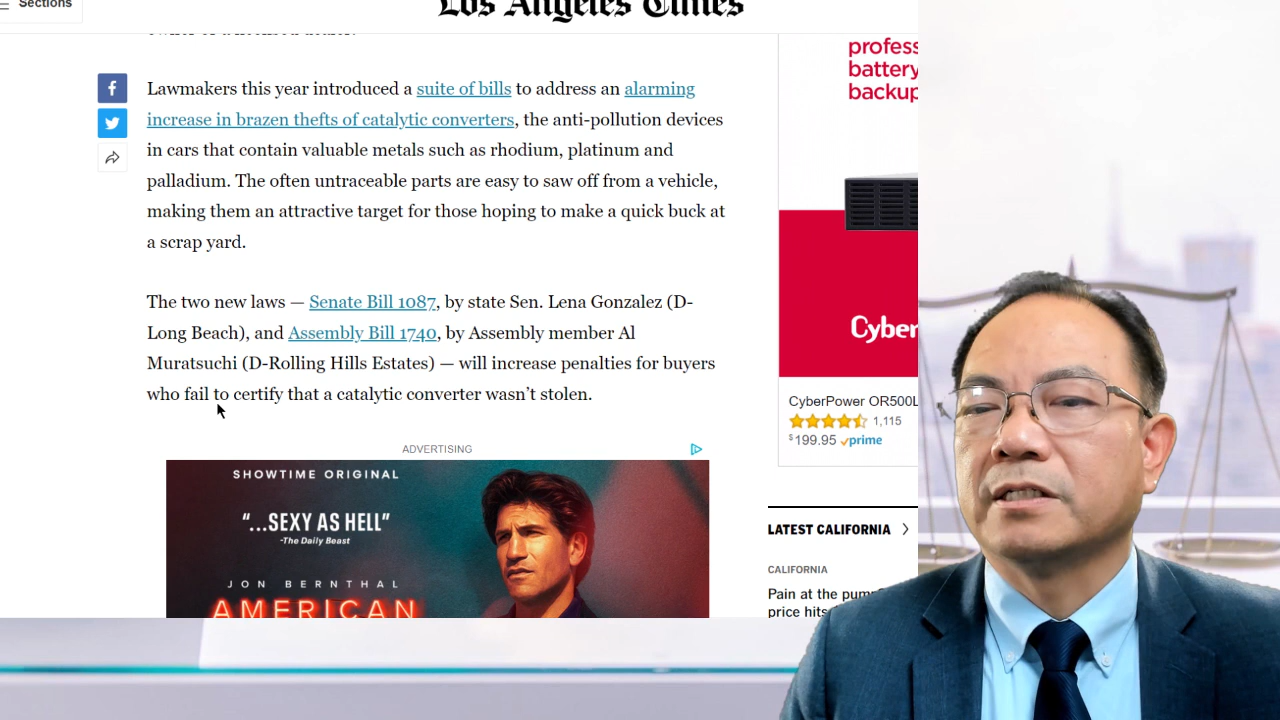 Sections
Los Angeles Times
Lawmakers this year introduced a suite of bills to address an alarming
increase in brazen thefts of catalytic converters, the anti-pollution devices
in cars that contain valuable metals such as rhodium, platinum and
palladium. The often untraceable parts are easy to saw off from a vehicle,
making them an attractive target for those hoping to make a quick buck at
a scrap yard.
The two new laws — Senate Bill 1087, by state Sen. Lena Gonzalez (D-
Long Beach), and Assembly Bill 1740, by Assembly member Al
Muratsuchi (D-Rolling Hills Estates) — will increase penalties for buyers
who fail to certify that a catalytic converter wasn’t stolen.
ADVERTISING
SHOWTIME ORIGINAL
“...SEXY AS HELL”
-The Daily Beast
JON BERNTHAL
AMERICAN
profess
battery
backup
Cyber
CyberPower OR500L
1,115
$199.95 prime
LATEST CALIFORNIA
CALIFORNIA
Pain at the pump
price hits